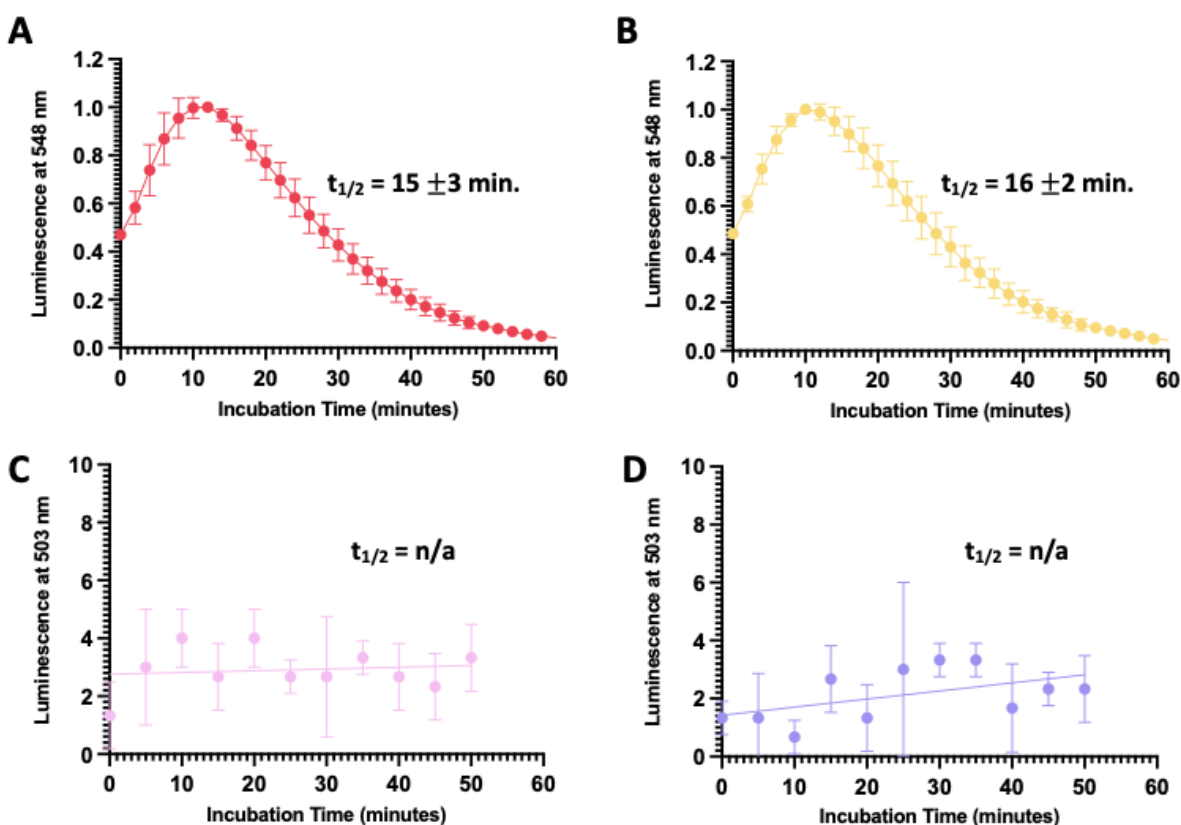 A
Luminescence at 548 nm
1.2
1.0
0.8
0.6
0.4
0.2
0.0
t1/2 = 15 ±3 min.
0 10 20 30 40 50 60
Incubation Time (minutes)
B
Luminescence at 548 nm
1.2
1.0
0.8
0.6
0.4
0.2
0.0
t1/2 = 16 ±2 min.
0 10 20 30 40 50 60
Incubation Time (minutes)
C
Luminescence at 503 nm
10
8
6
4
2
0
t1/2 = n/a
0 10 20 30 40 50 60
Incubation Time (minutes)
D
Luminescence at 503 nm
10
8
6
4
2
0
t1/2 = n/a
0 10 20 30 40 50 60
Incubation Time (minutes)